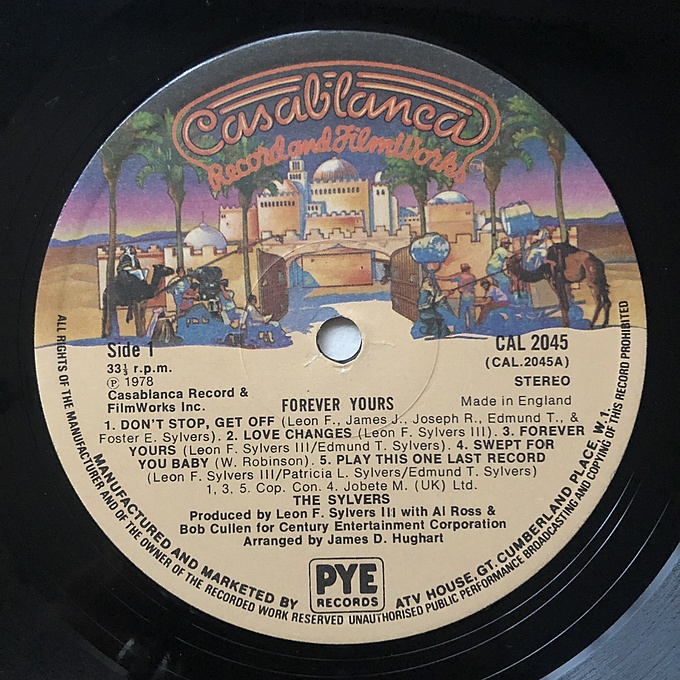 Casablanca
Record and FilmWorks
Side 1
33⅓ r.p.m.
Ⓟ 1978
Casablanca Record &
FilmWorks Inc.
CAL 2045
(CAL.2045A)
STEREO
Made in England
FOREVER YOURS
1. DON'T STOP, GET OFF (Leon F., James J., Joseph R., Edmund T., &
Foster E. Sylvers). 2. LOVE CHANGES (Leon F. Sylvers III). 3. FOREVER
YOURS (Leon F. Sylvers III/Edmund T. Sylvers). 4. SWEPT FOR
YOU BABY (W. Robinson). 5. PLAY THIS ONE LAST RECORD
(Leon F. Sylvers III/Patricia L. Sylvers/Edmund T. Sylvers)
1, 3, 5. Cop. Con. 4. Jobete M. (UK) Ltd.
THE SYLVERS
Produced by Leon F. Sylvers III with Al Ross &
Bob Cullen for Century Entertainment Corporation
Arranged by James D. Hughart
PYE
RECORDS
MANUFACTURED AND MARKETED BY
ATV HOUSE, GT. CUMBERLAND PLACE, W.1.
ALL RIGHTS OF THE MANUFACTURER AND OF THE OWNER OF THE RECORDED WORK RESERVED UNAUTHORISED PUBLIC PERFORMANCE BROADCASTING AND COPYING OF THIS RECORD PROHIBITED